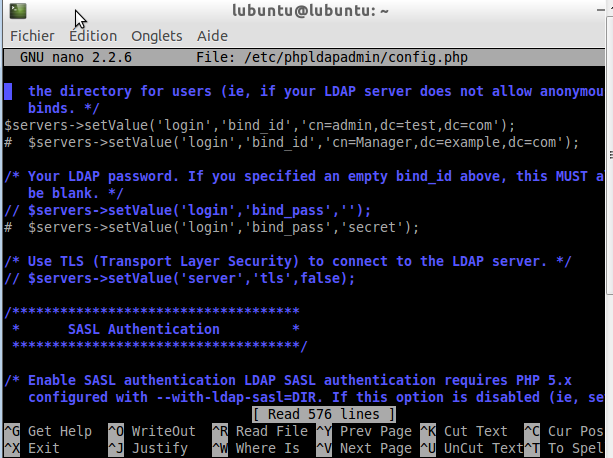 lubuntu@lubuntu: ~
Fichier Édition Onglets Aide
GNU nano 2.2.6 File: /etc/phpldapadmin/config.php
the directory for users (ie, if your LDAP server does not allow anonymou
binds. */
$servers->setValue('login','bind_id','cn=admin,dc=test,dc=com');
#  $servers->setValue('login','bind_id','cn=Manager,dc=example,dc=com');
/* Your LDAP password. If you specified an empty bind_id above, this MUST a
be blank. */
// $servers->setValue('login','bind_pass','');
#  $servers->setValue('login','bind_pass','secret');
/* Use TLS (Transport Layer Security) to connect to the LDAP server. */
// $servers->setValue('server','tls',false);
/***********************************
*      SASL Authentication         *
***********************************/
/* Enable SASL authentication LDAP SASL authentication requires PHP 5.x
configured with --with-ldap-sasl=DIR. If this option is disabled (ie, se
[ Read 576 lines ]
^G Get Help ^O WriteOut ^R Read File ^Y Prev Page ^K Cut Text ^C Cur Pos
^X Exit ^J Justify ^W Where Is ^V Next Page ^U UnCut Text ^T To Spel